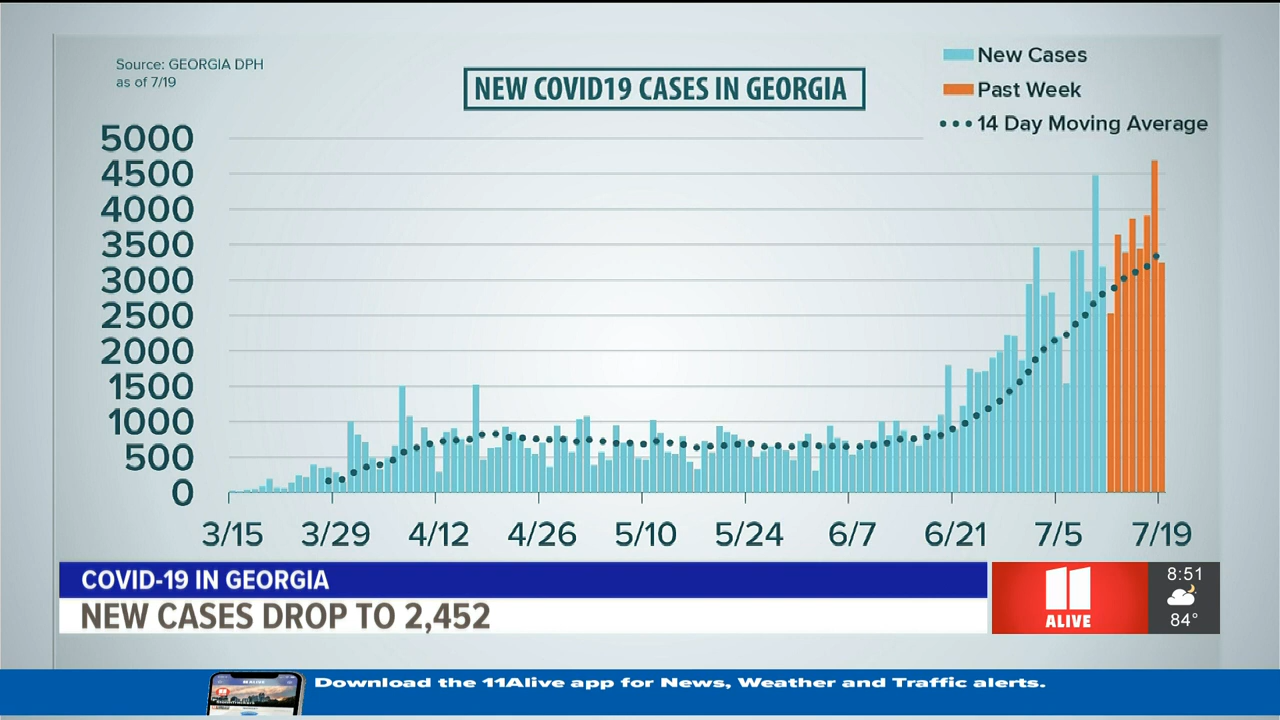 Source: GEORGIA DPH
as of 7/19
NEW COVID19 CASES IN GEORGIA
New Cases
Past Week
14 Day Moving Average
5000
4500
4000
3500
3000
2500
2000
1500
1000
500
0
3/15 3/29 4/12 4/26 5/10 5/24 6/7 6/21 7/5 7/19
COVID-19 IN GEORGIA
NEW CASES DROP TO 2,452
11
ALIVE
8:51
84°
Download the 11Alive app for News, Weather and Traffic alerts.